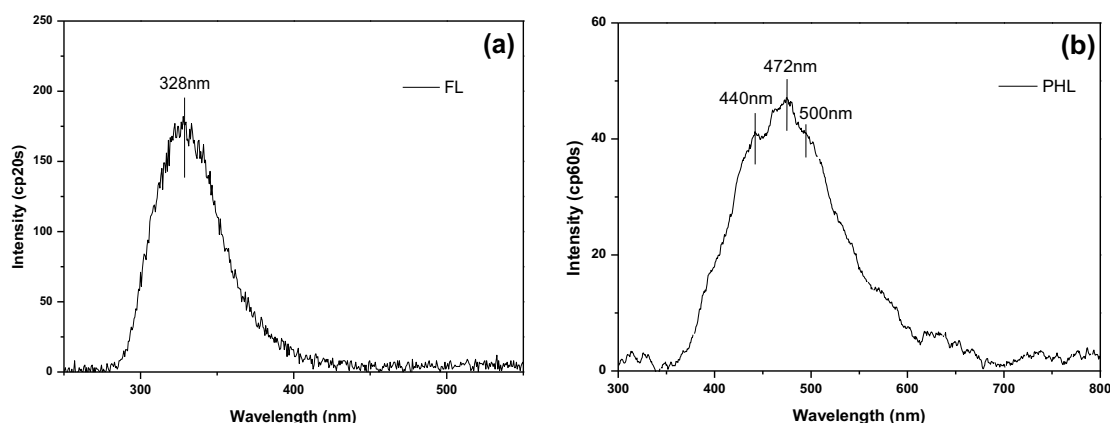 (a)
328nm
FL
250
200
150
100
50
0
300
400
500
Intensity (cp20s)
Wavelength (nm)
(b)
472nm
440nm
500nm
PHL
60
40
20
0
300
400
500
600
700
800
Intensity (cp60s)
Wavelength (nm)